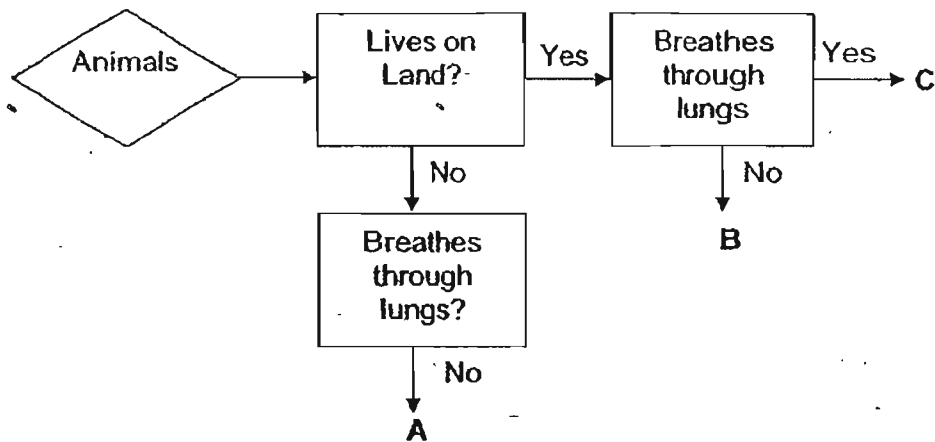 Animals
Lives on
Land?
Yes
Breathes
through
lungs
Yes
C
No
No
B
Breathes
through
lungs?
No
A